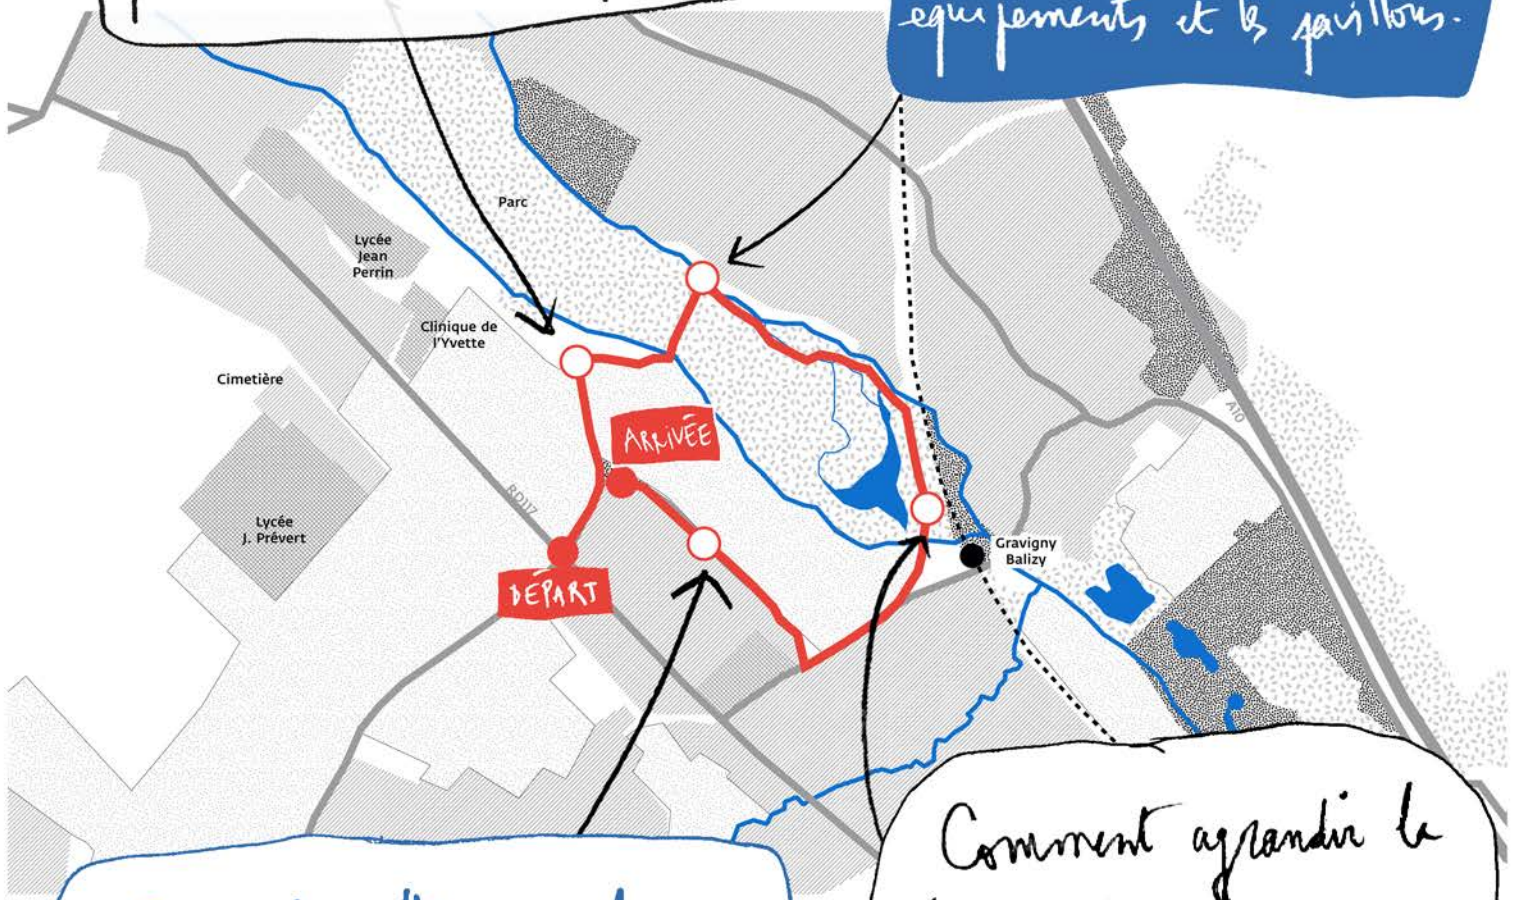 équipements et les pavillons.
Parc
Lycée
Jean
Perrin
Clinique de
l'Yvette
Cimetière
ARRIVÉE
A10
RD117
Lycée
J. Prévert
Gravigny
Balizy
DÉPART
Comment agrandir le